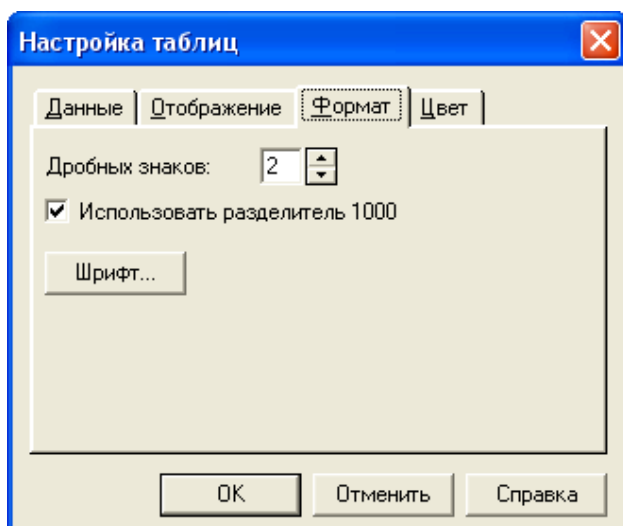 Настройка таблиц
Данные Отображение Формат Цвет
Дробных знаков: 2
Использовать разделитель 1000
Шрифт...
OK Отменить Справка